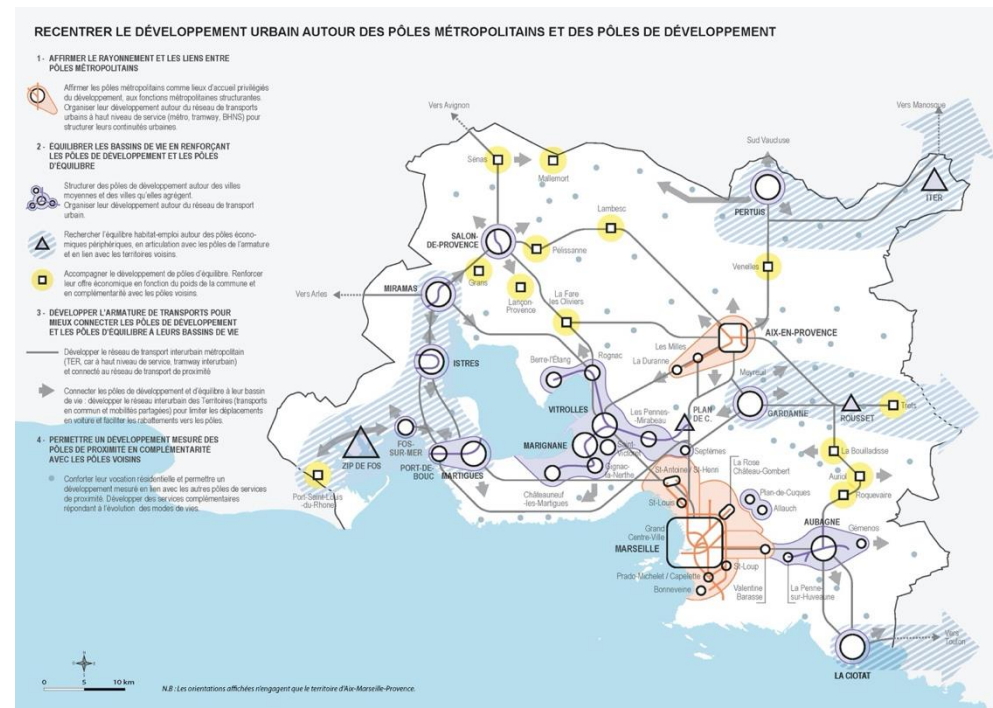 RECENTRER LE DÉVELOPPEMENT URBAIN AUTOUR DES PÔLES MÉTROPOLITAINS ET DES PÔLES DE DÉVELOPPEMENT
1 - AFFIRMER LE RAYONNEMENT ET LES LIENS ENTRE
PÔLES MÉTROPOLITAINS
Affirmer les pôles métropolitains comme lieux d'accueil privilégiés
du développement, aux fonctions métropolitaines structurantes.
Organiser leur développement autour du réseau de transports
urbains à haut niveau de service (métro, tramway, BHNS) pour
structurer leurs continuités urbaines.
2 - ÉQUILIBRER LES BASSINS DE VIE EN RENFORÇANT
LES PÔLES DE DÉVELOPPEMENT ET LES PÔLES
D'ÉQUILIBRE
Structurer des pôles de développement autour des villes
moyennes et des villes qu'elles agrègent.
Organiser leur développement autour du réseau de transport
urbain.
Rechercher l'équilibre habitat-emploi autour des pôles écono-
miques périphériques, en articulation avec les pôles de l'armature
et en lien avec les territoires voisins.
Accompagner le développement de pôles d'équilibre. Renforcer
leur offre économique en fonction du poids de la commune et
en complémentarité avec les pôles voisins.
3 - DÉVELOPPER L'ARMATURE DE TRANSPORTS POUR
MIEUX CONNECTER LES PÔLES DE DÉVELOPPEMENT
ET LES PÔLES D'ÉQUILIBRE À LEURS BASSINS DE VIE
Développer le réseau de transport interurbain métropolitain
(TER, car à haut niveau de service, tramway interurbain)
et connecté au réseau de transport de proximité
Connecter les pôles de développement et d'équilibre à leur bassin
de vie : développer le réseau interurbain des Territoires (transports
en commun et mobilités partagées) pour limiter les déplacements
en voiture et faciliter les rabattements vers les pôles.
4 - PERMETTRE UN DÉVELOPPEMENT MESURÉ DES
PÔLES DE PROXIMITÉ EN COMPLÉMENTARITÉ
AVEC LES PÔLES VOISINS
Conforter leur vocation résidentielle et permettre un
développement mesuré en lien avec les autres pôles de services
de proximité. Développer des services complémentaires
répondant à l'évolution des modes de vies.
Vers Avignon
Vers Manosque
Sud Vaucluse
Sénas
Mallemort
ITER
PERTUIS
Lambesc
SALON-
DE-PROVENCE
Pélissanne
Venelles
Grans
MIRAMAS
Lançon-
Provence
Vers Arles
La Fare
les Oliviers
AIX-EN-PROVENCE
Les Milles
La Duranne
ISTRES
Berre-l'Étang
Rognac
Meyreuil
VITROLLES
Les Pennes-
Mirabeau
PLAN
DE C.
GARDANNE
ROUSSET
Trets
FOS-
SUR-MER
MARIGNANE
Saint-
Victoret
Septèmes
ZIP DE FOS
PORT-DE-
BOUC
MARTIGUES
Gignac-
la-Nerthe
St-Antoine / St-Henri
La Rose
Château-Gombert
La Bouilladisse
Port-Saint-Louis
-du-Rhone
Châteauneuf
-les-Martigues
St-Louis
Plan-de-Cuques
Allauch
Auriol
Roquevaire
Grand
Centre-Ville
MARSEILLE
AUBAGNE
Gémenos
St-Loup
Prado-Michelet / Capelette
Bonneveine
Valentine
Barasse
La Penne-
sur-Huveaune
Vers
Toulon
LA CIOTAT
N
0 5 10 km
N.B : Les orientations affichées n'engagent que le territoire d'Aix-Marseille-Provence.